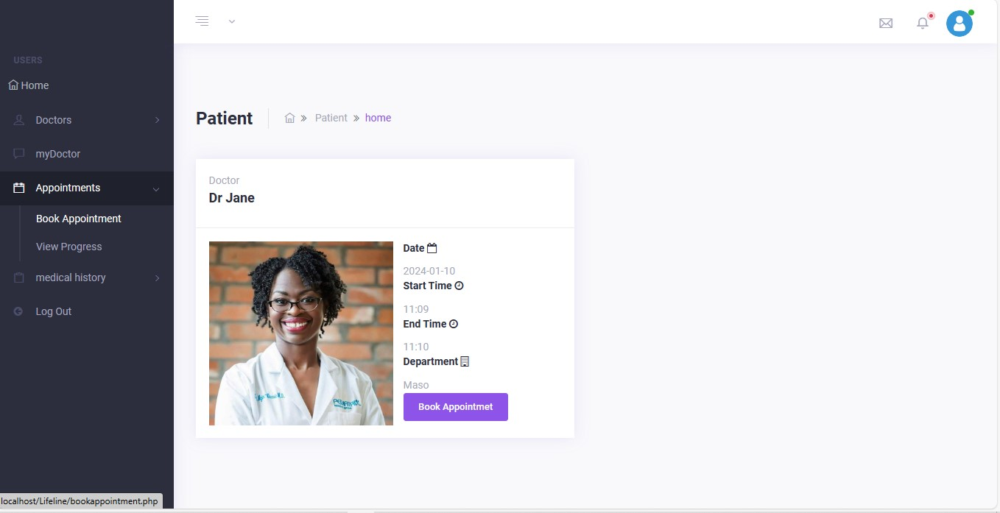 USERS
Home
Doctors
myDoctor
Appointments
Book Appointment
View Progress
medical history
Log Out
Patient
Patient
home
Doctor
Dr Jane
Date
2024-01-10
Start Time
11:09
End Time
11:10
Department
Maso
Book Appointmet
localhost/Lifeline/bookappointment.php